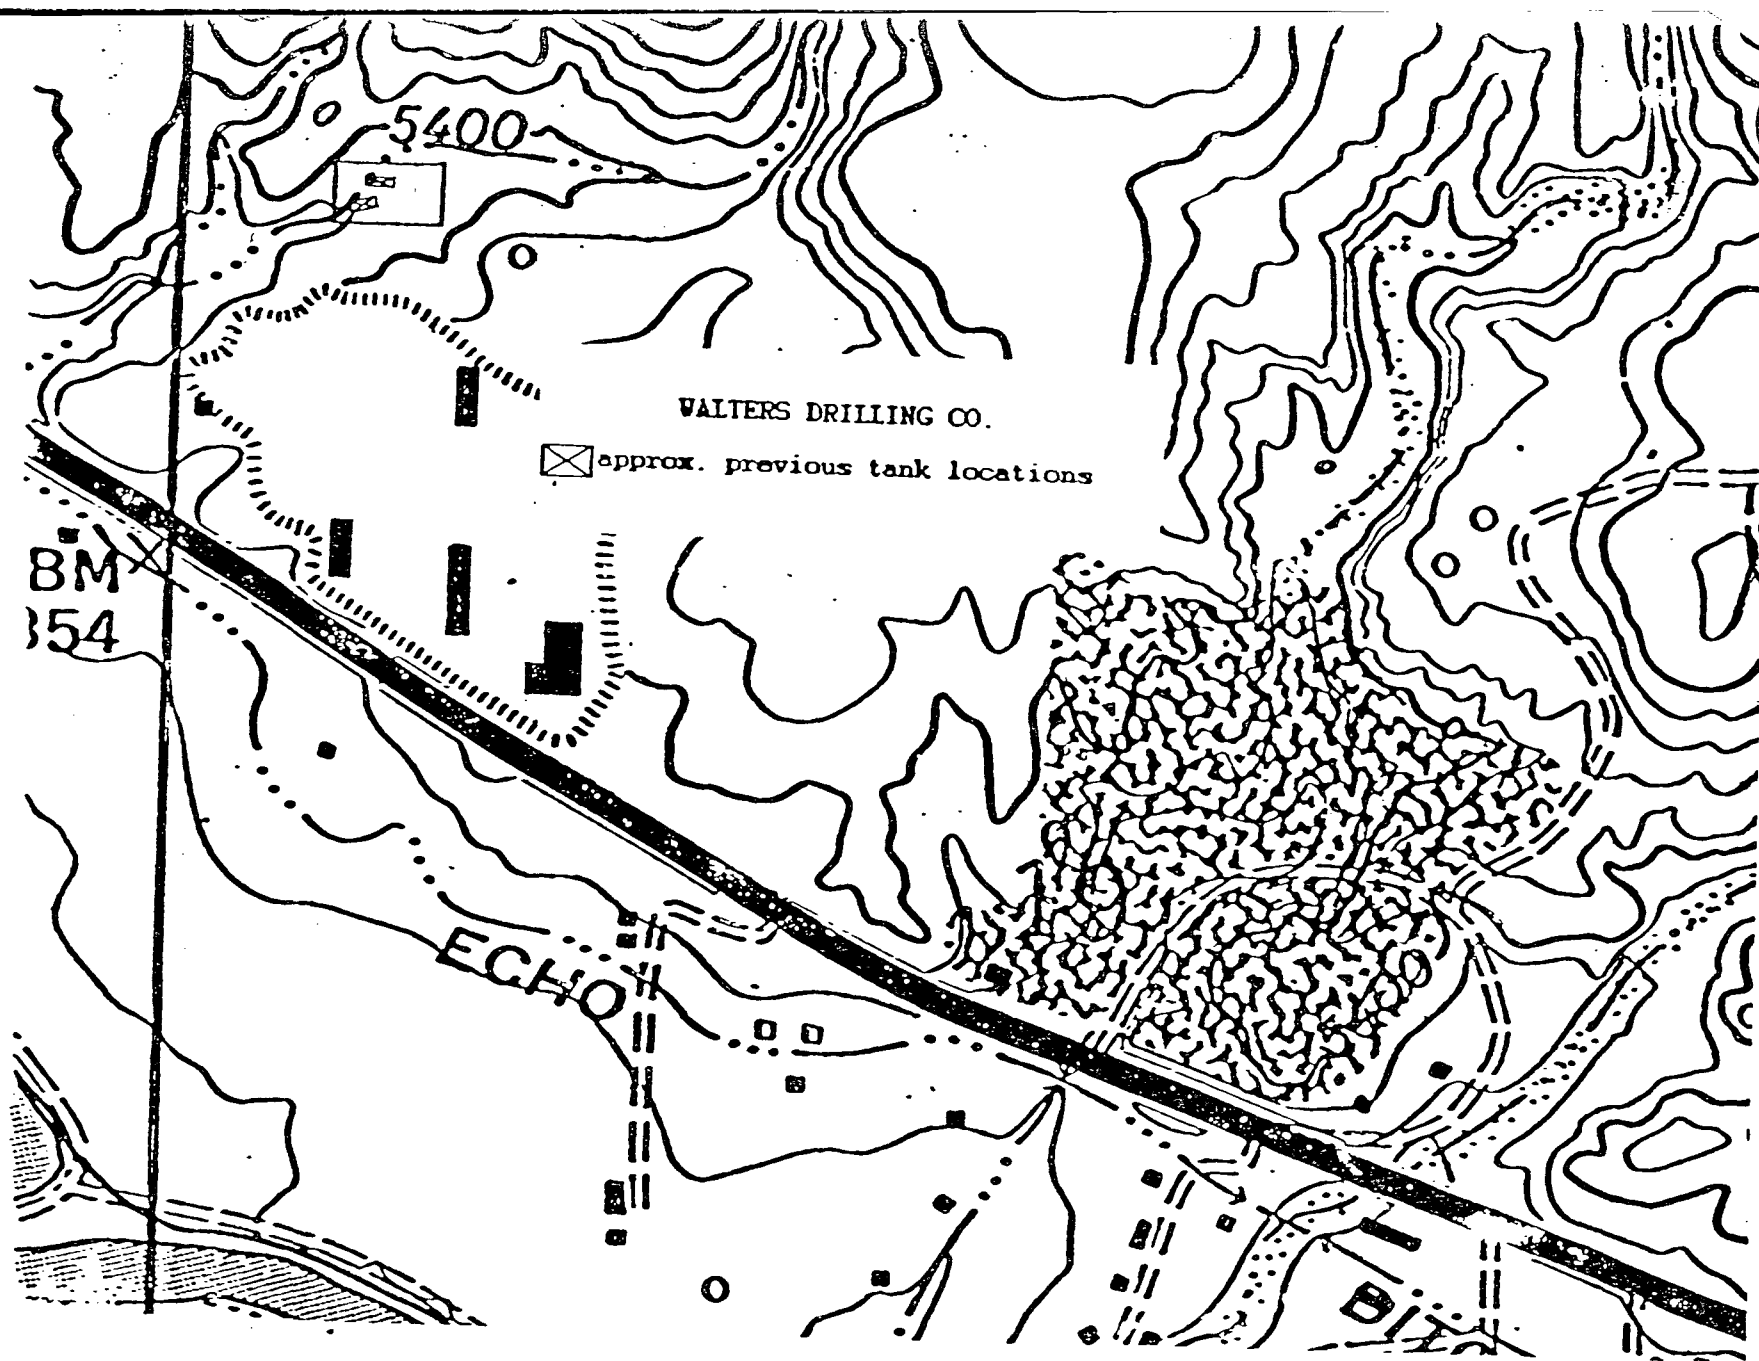 5400
WALTERS DRILLING CO.
approx. previous tank locations
BM
354
ECHO